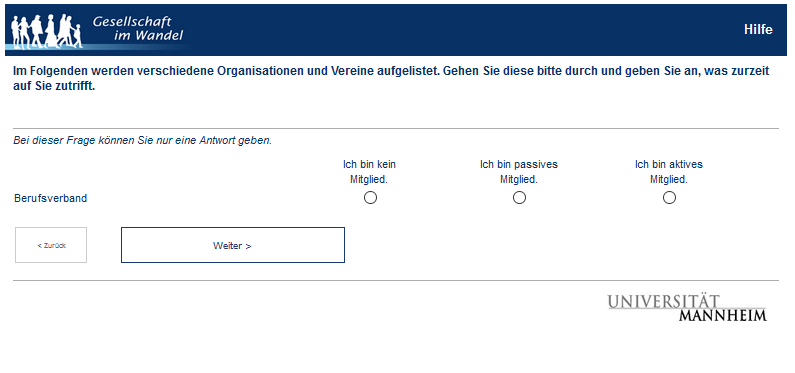 Gesellschaft
im Wandel
Hilfe
Im Folgenden werden verschiedene Organisationen und Vereine aufgelistet. Gehen Sie diese bitte durch und geben Sie an, was zurzeit
auf Sie zutrifft.
Bei dieser Frage können Sie nur eine Antwort geben.
Ich bin kein
Mitglied.
Ich bin passives
Mitglied.
Ich bin aktives
Mitglied.
Berufsverband
< Zurück
Weiter >
UNIVERSITÄT
MANNHEIM